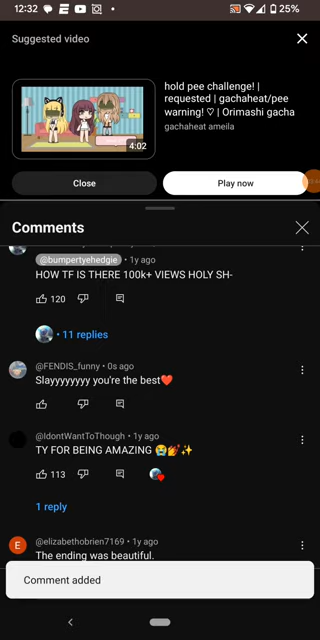 12:32
25%
Suggested video
hold pee challenge! |
requested | gachaheat/pee
warning! ♡ | Orimashi gacha
gachaheat ameila
4:02
Close
Play now
Comments
@bumpertyehedgie • 1y ago
HOW TF IS THERE 100k+ VIEWS HOLY SH-
120
• 11 replies
@FENDIS_funny • 0s ago
Slayyyyyyyy you're the best❤️
@IdontWantToThough • 1y ago
TY FOR BEING AMAZING 😭💅✨
113
1 reply
E
@elizabethobrien7169 • 1y ago
The ending was beautiful.
Comment added